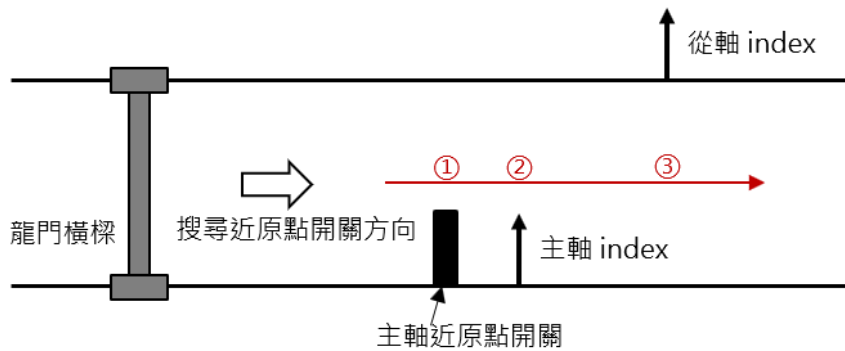 從軸 index
① ② ③
龍門橫樑
搜尋近原點開關方向
主軸 index
主軸近原點開關